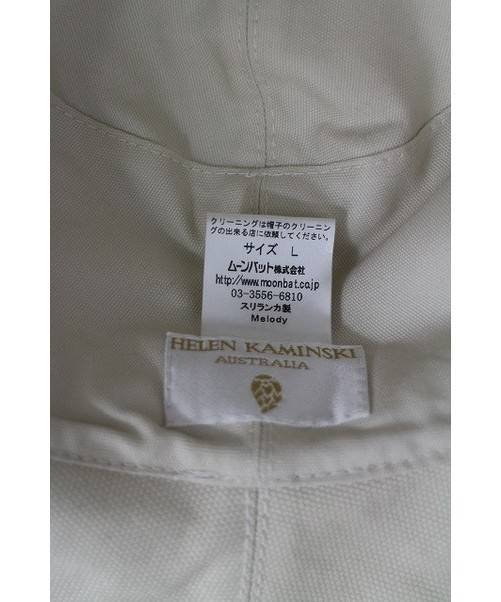 クリーニングは帽子のクリーニン
グの出来る店に依頼してください。
サイズ L
ムーンバット株式会社
http://www.moonbat.co.jp
03-3556-6810
スリランカ製
Melody
HELEN KAMINSKI
AUSTRALIA